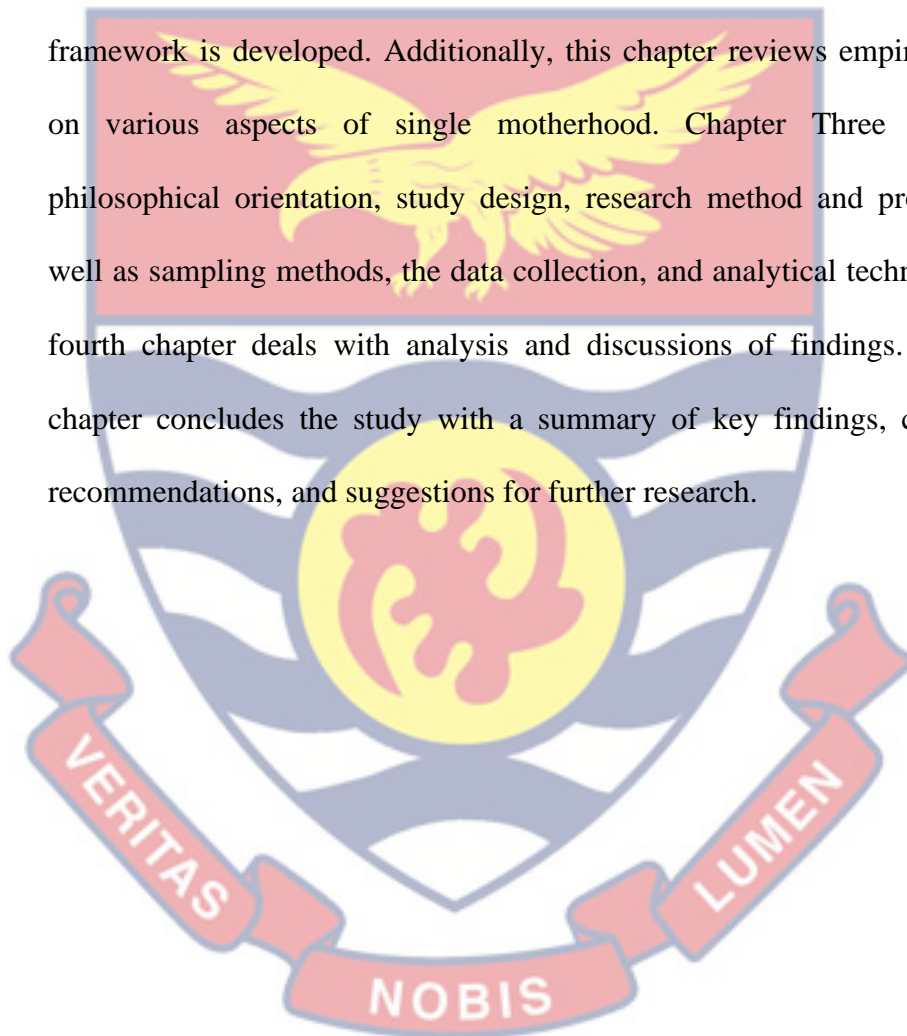 framework is developed. Additionally, this chapter reviews
on various aspects of single motherhood. Chapter Three
philosophical orientation, study design, research method and
well as sampling methods, the data collection, and analytical
fourth chapter deals with analysis and discussions of findings.
chapter concludes the study with a summary of key findings,
recommendations, and suggestions for further research.
VERITAS
NOBIS
LUMEN